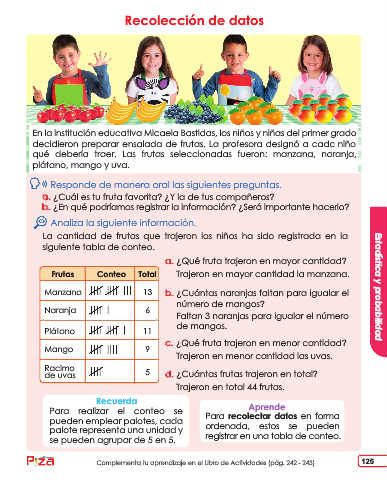 Recolección de datos
En la institución educativa Micaela Bastidas, los niños y niñas del primer grado
decidieron preparar ensalada de frutas. La profesora designó a cada niño
qué debería traer. Las frutas seleccionadas fueron: manzana, naranja,
plátano, mango y uva.
Responde de manera oral las siguientes preguntas.
a. ¿Cuál es tu fruta favorita? ¿Y la de tus compañeros?
b. ¿En qué podríamos registrar la información? ¿Será importante hacerlo?
Analiza la siguiente información.
La cantidad de frutas que trajeron los niños ha sido registrada en la
siguiente tabla de conteo.
Frutas Conteo Total
Manzana 13
Naranja 6
Plátano 11
Mango 9
Racimo
de uvas 5
a. ¿Qué fruta trajeron en mayor cantidad?
Trajeron en mayor cantidad la manzana.
b. ¿Cuántas naranjas faltan para igualar el
número de mangos?
Faltan 3 naranjas para igualar el número
de mangos.
c. ¿Qué fruta trajeron en menor cantidad?
Trajeron en menor cantidad las uvas.
d. ¿Cuántas frutas trajeron en total?
Trajeron en total 44 frutas.
Recuerda
Para realizar el conteo se
pueden emplear palotes, cada
palote representa una unidad y
se pueden agrupar de 5 en 5.
Aprende
Para recolectar datos en forma
ordenada, estos se pueden
registrar en una tabla de conteo.
Estadística y probabilidad
Complementa tu aprendizaje en el Libro de Actividades (pág. 242 - 243)
125